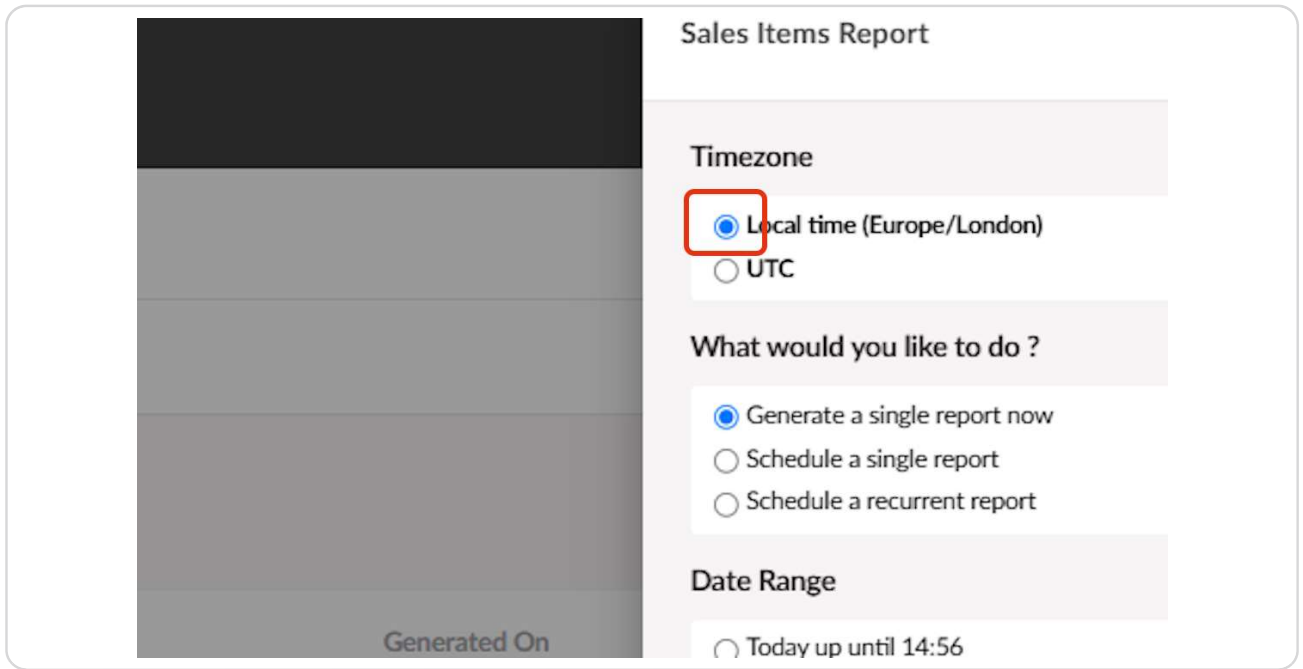 Sales Items Report
Timezone
Local time (Europe/London)
UTC
What would you like to do ?
Generate a single report now
Schedule a single report
Schedule a recurrent report
Date Range
Today up until 14:56
Generated On